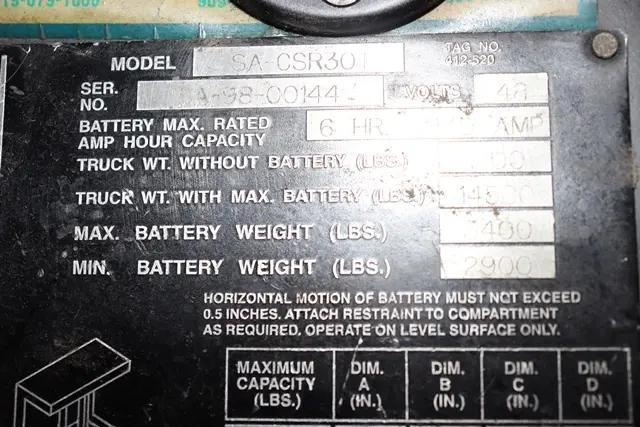 MODEL SA-CSR30 TAG NO.
412-520
SER.
NO. A-98-00144 VOLTS 48
BATTERY MAX. RATED
AMP HOUR CAPACITY 6 HR. AMP
TRUCK WT. WITHOUT BATTERY (LBS.)
TRUCK WT. WITH MAX. BATTERY (LBS.)
MAX. BATTERY WEIGHT (LBS.)
MIN. BATTERY WEIGHT (LBS.) 2900
HORIZONTAL MOTION OF BATTERY MUST NOT EXCEED
0.5 INCHES. ATTACH RESTRAINT TO COMPARTMENT
AS REQUIRED. OPERATE ON LEVEL SURFACE ONLY.
MAXIMUM
CAPACITY
(LBS.)
DIM.
A
(IN.)
DIM.
B
(IN.)
DIM.
C
(IN.)
DIM.
D
(IN.)